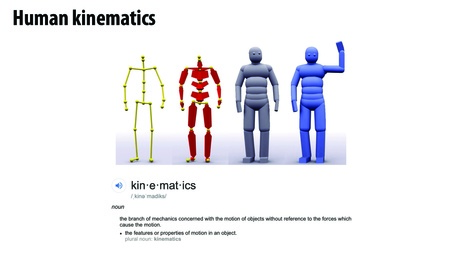 Human kinematics
kin·e·mat·ics
/ˌkinəˈmadiks/
noun
the branch of mechanics concerned with the motion of objects without reference to the forces which
cause the motion.
• the features or properties of motion in an object.
plural noun: kinematics